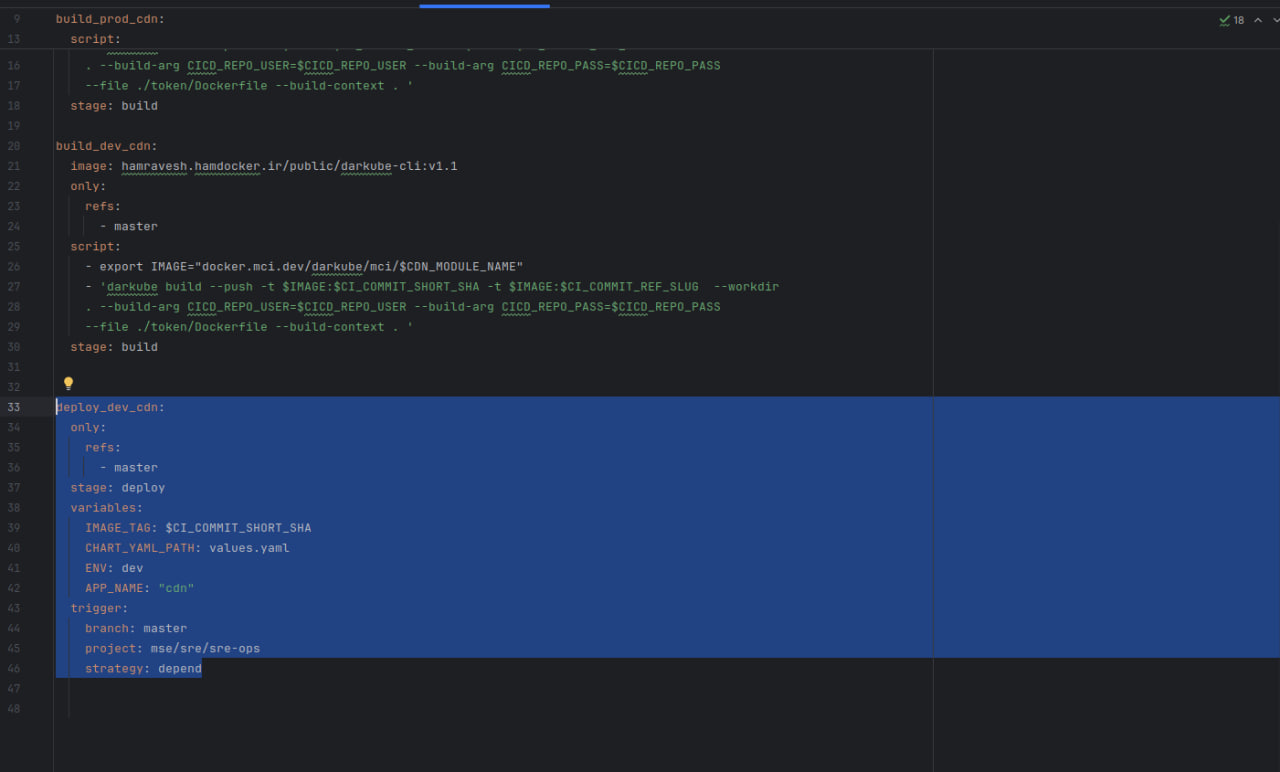 9 build_prod_cdn:
18
13 script:
16 . --build-arg CICD_REPO_USER=$CICD_REPO_USER --build-arg CICD_REPO_PASS=$CICD_REPO_PASS
17 --file ./token/Dockerfile --build-context . '
18 stage: build
19
20 build_dev_cdn:
21 image: hamravesh.hamdocker.ir/public/darkube-cli:v1.1
22 only:
23 refs:
24 - master
25 script:
26 - export IMAGE="docker.mci.dev/darkube/mci/$CDN_MODULE_NAME"
27 - 'darkube build --push -t $IMAGE:$CI_COMMIT_SHORT_SHA -t $IMAGE:$CI_COMMIT_REF_SLUG  --workdir
28 . --build-arg CICD_REPO_USER=$CICD_REPO_USER --build-arg CICD_REPO_PASS=$CICD_REPO_PASS
29 --file ./token/Dockerfile --build-context . '
30 stage: build
31
32
33 deploy_dev_cdn:
34 only:
35 refs:
36 - master
37 stage: deploy
38 variables:
39 IMAGE_TAG: $CI_COMMIT_SHORT_SHA
40 CHART_YAML_PATH: values.yaml
41 ENV: dev
42 APP_NAME: "cdn"
43 trigger:
44 branch: master
45 project: mse/sre/sre-ops
46 strategy: depend
47
48